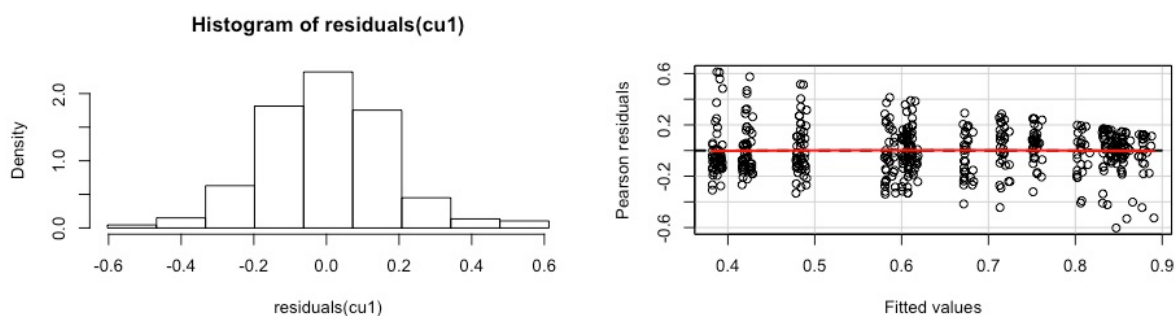 Histogram of residuals(cu1)
Density
2.0
1.0
0.0
-0.6 -0.4 -0.2 0.0 0.2 0.4 0.6
residuals(cu1)
Pearson residuals
0.6
0.2
-0.2
-0.6
0.4 0.5 0.6 0.7 0.8 0.9
Fitted values